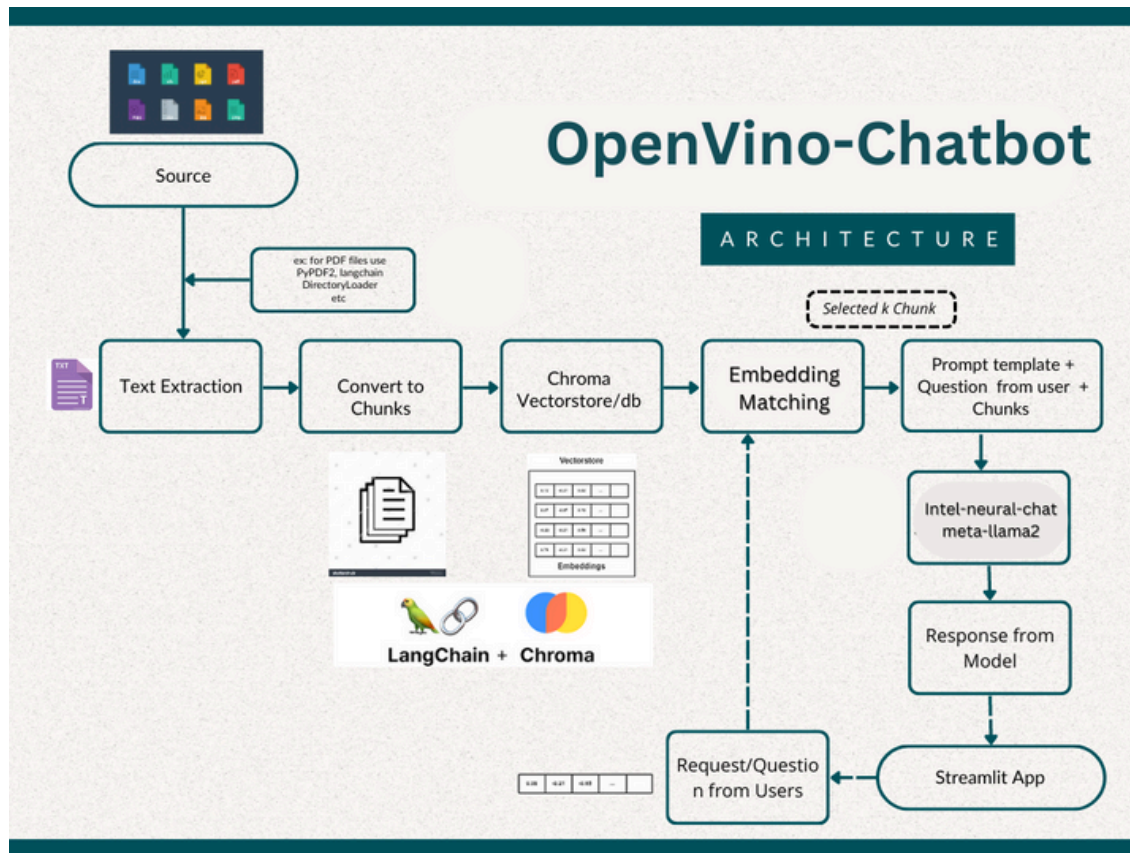 OpenVino-Chatbot
ARCHITECTURE
Source
ex: for PDF files use
PyPDF2, langchain
DirectoryLoader
etc
Selected k Chunk
TXT
T
Text Extraction
Convert to
Chunks
Chroma
Vectorstore/db
Embedding
Matching
Prompt template +
Question from user +
Chunks
Vectorstore
Embeddings
LangChain + Chroma
Intel-neural-chat
meta-llama2
Response from
Model
Request/Questio
n from Users
Streamlit App